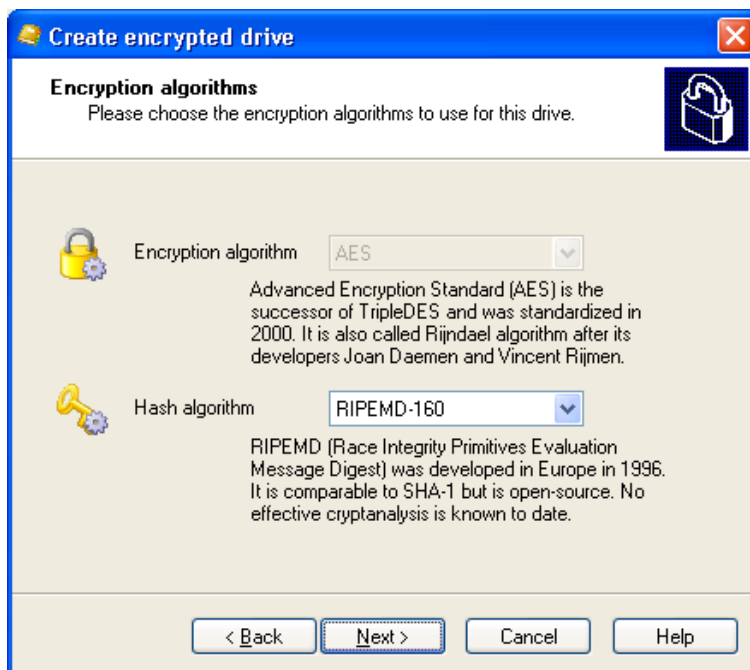 Create encrypted drive
Encryption algorithms
Please choose the encryption algorithms to use for this drive.
Encryption algorithm AES
Advanced Encryption Standard (AES) is the
successor of TripleDES and was standardized in
2000. It is also called Rijndael algorithm after its
developers Joan Daemen and Vincent Rijmen.
Hash algorithm RIPEMD-160
RIPEMD (Race Integrity Primitives Evaluation
Message Digest) was developed in Europe in 1996.
It is comparable to SHA-1 but is open-source. No
effective cryptanalysis is known to date.
< Back Next > Cancel Help